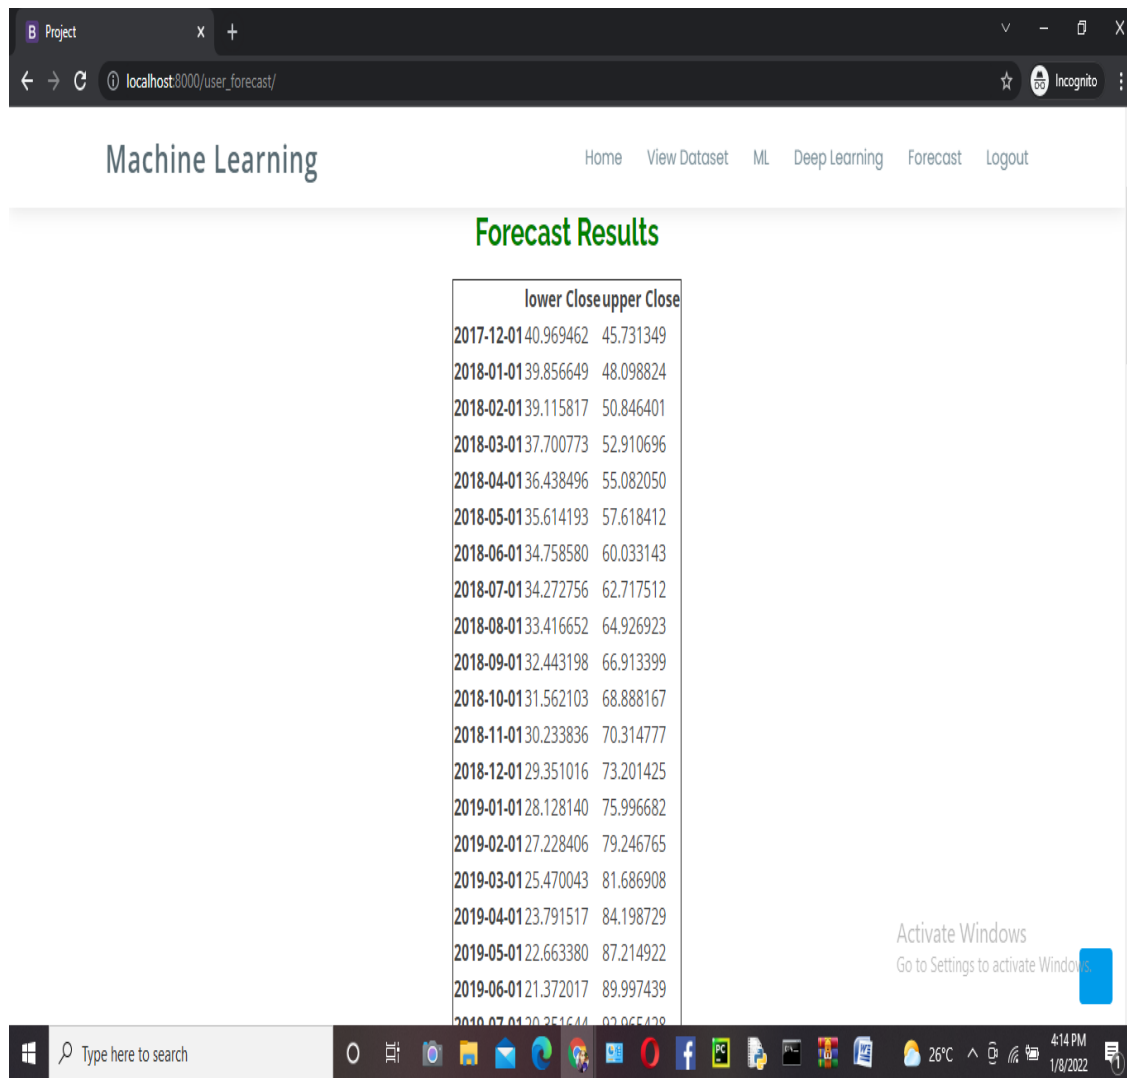 Project
localhost:8000/user_forecast/
Incognito
Machine Learning
Home View Dataset ML Deep Learning Forecast Logout
Forecast Results
lower Close upper Close
2017-12-01 40.969462 45.731349
2018-01-01 39.856649 48.098824
2018-02-01 39.115817 50.846401
2018-03-01 37.700773 52.910696
2018-04-01 36.438496 55.082050
2018-05-01 35.614193 57.618412
2018-06-01 34.758580 60.033143
2018-07-01 34.272756 62.717512
2018-08-01 33.416652 64.926923
2018-09-01 32.443198 66.913399
2018-10-01 31.562103 68.888167
2018-11-01 30.233836 70.314777
2018-12-01 29.351016 73.201425
2019-01-01 28.128140 75.996682
2019-02-01 27.228406 79.246765
2019-03-01 25.470043 81.686908
2019-04-01 23.791517 84.198729
2019-05-01 22.663380 87.214922
2019-06-01 21.372017 89.997439
2019-07-01 20.351644 92.965428
Activate Windows
Go to Settings to activate Windows.
Type here to search
26°C
4:14 PM
1/8/2022